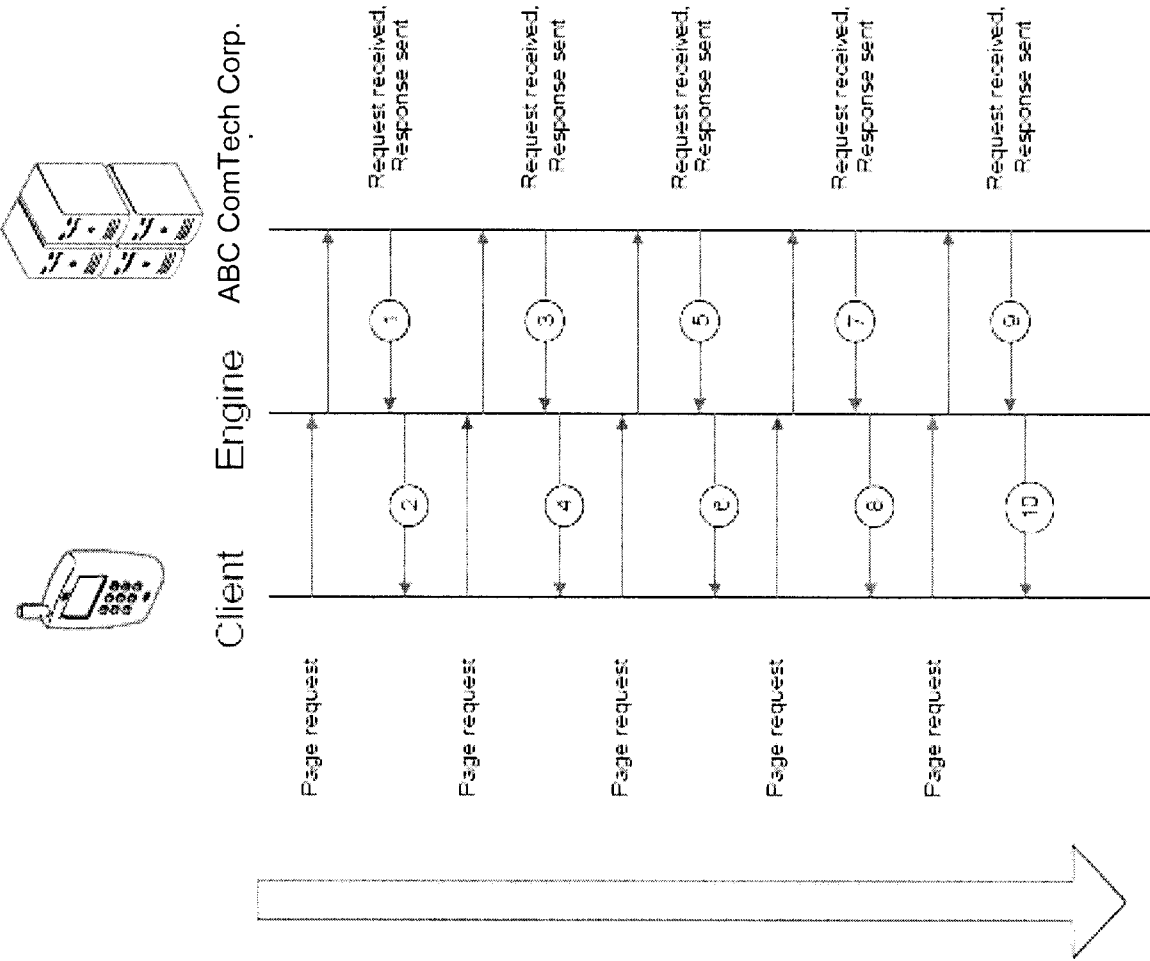 Client
Engine
ABC ComTech Corp.
Page request
Request received,
Response sent
1
2
Page request
Request received,
Response sent
3
4
Page request
Request received,
Response sent
5
6
Page request
Request received,
Response sent
7
8
Page request
Request received,
Response sent
9
10